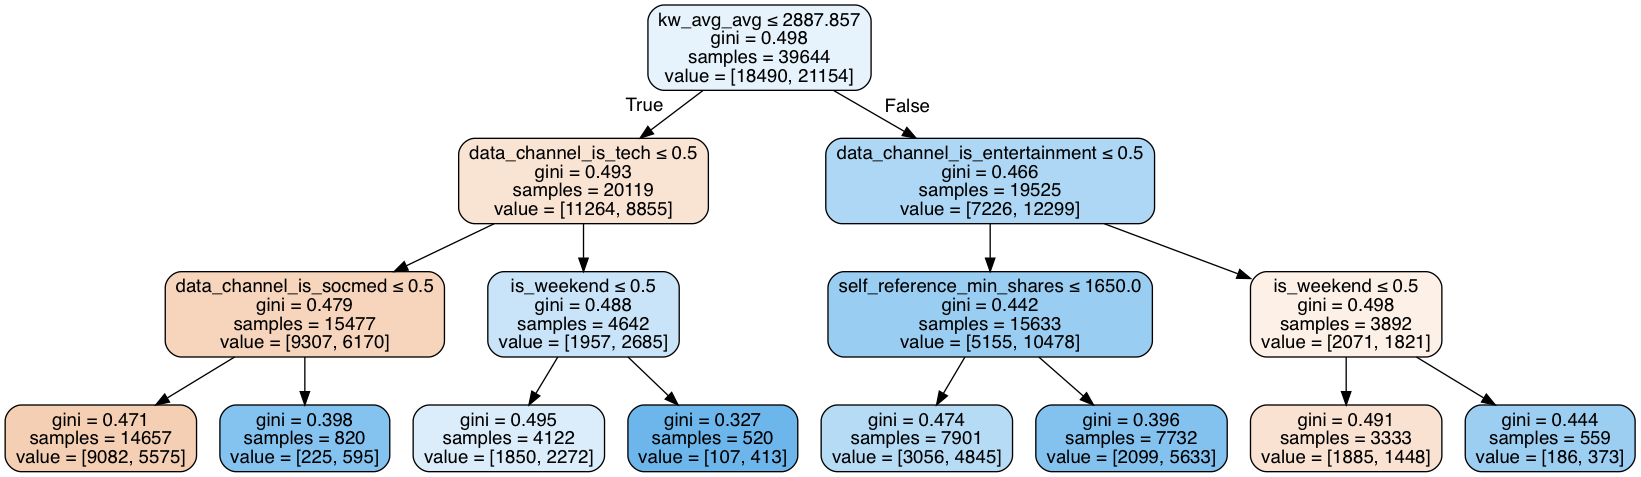 kw_avg_avg ≤ 2887.857
gini = 0.498
samples = 39644
value = [18490, 21154]
True
False
data_channel_is_tech ≤ 0.5
gini = 0.493
samples = 20119
value = [11264, 8855]
data_channel_is_entertainment ≤ 0.5
gini = 0.466
samples = 19525
value = [7226, 12299]
data_channel_is_socmed ≤ 0.5
gini = 0.479
samples = 15477
value = [9307, 6170]
is_weekend ≤ 0.5
gini = 0.488
samples = 4642
value = [1957, 2685]
self_reference_min_shares ≤ 1650.0
gini = 0.442
samples = 15633
value = [5155, 10478]
is_weekend ≤ 0.5
gini = 0.498
samples = 3892
value = [2071, 1821]
gini = 0.471
samples = 14657
value = [9082, 5575]
gini = 0.398
samples = 820
value = [225, 595]
gini = 0.495
samples = 4122
value = [1850, 2272]
gini = 0.327
samples = 520
value = [107, 413]
gini = 0.474
samples = 7901
value = [3056, 4845]
gini = 0.396
samples = 7732
value = [2099, 5633]
gini = 0.491
samples = 3333
value = [1885, 1448]
gini = 0.444
samples = 559
value = [186, 373]